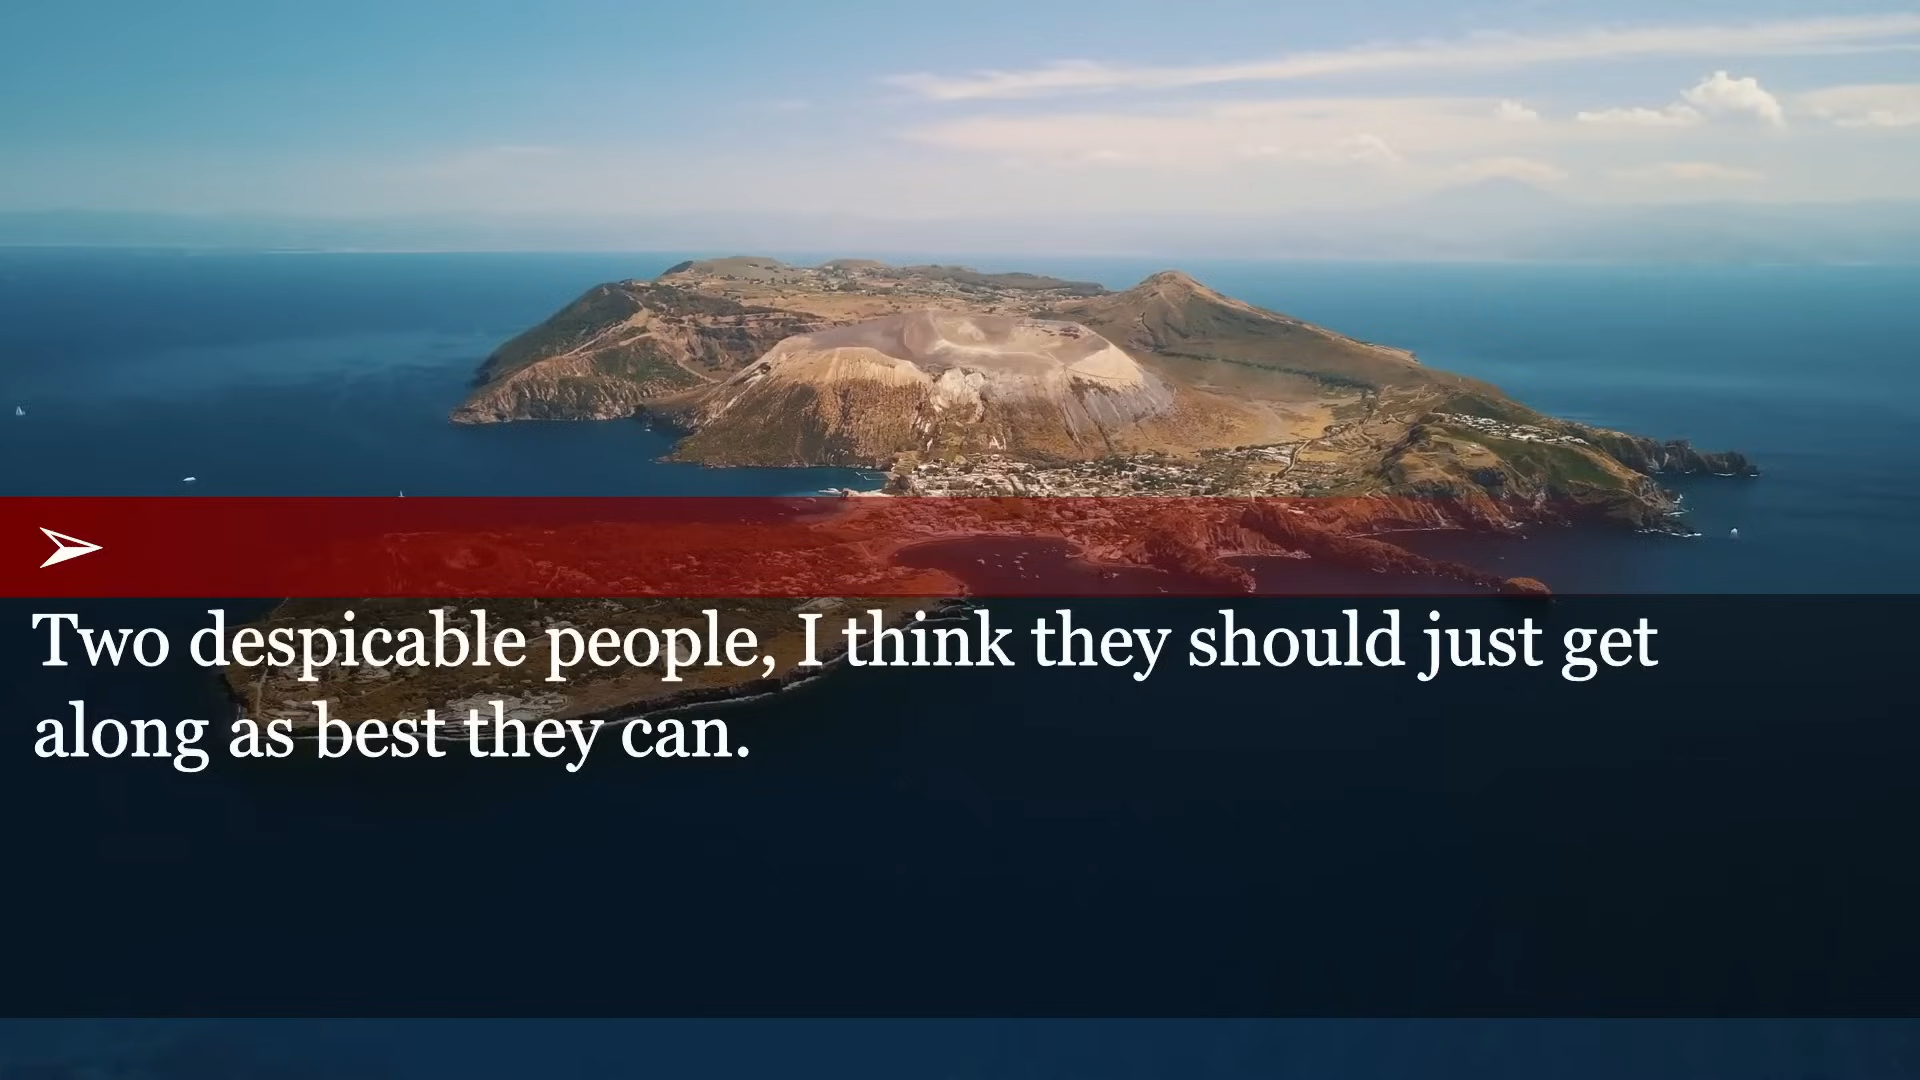 Two despicable people, I think they should just get
along as best they can.